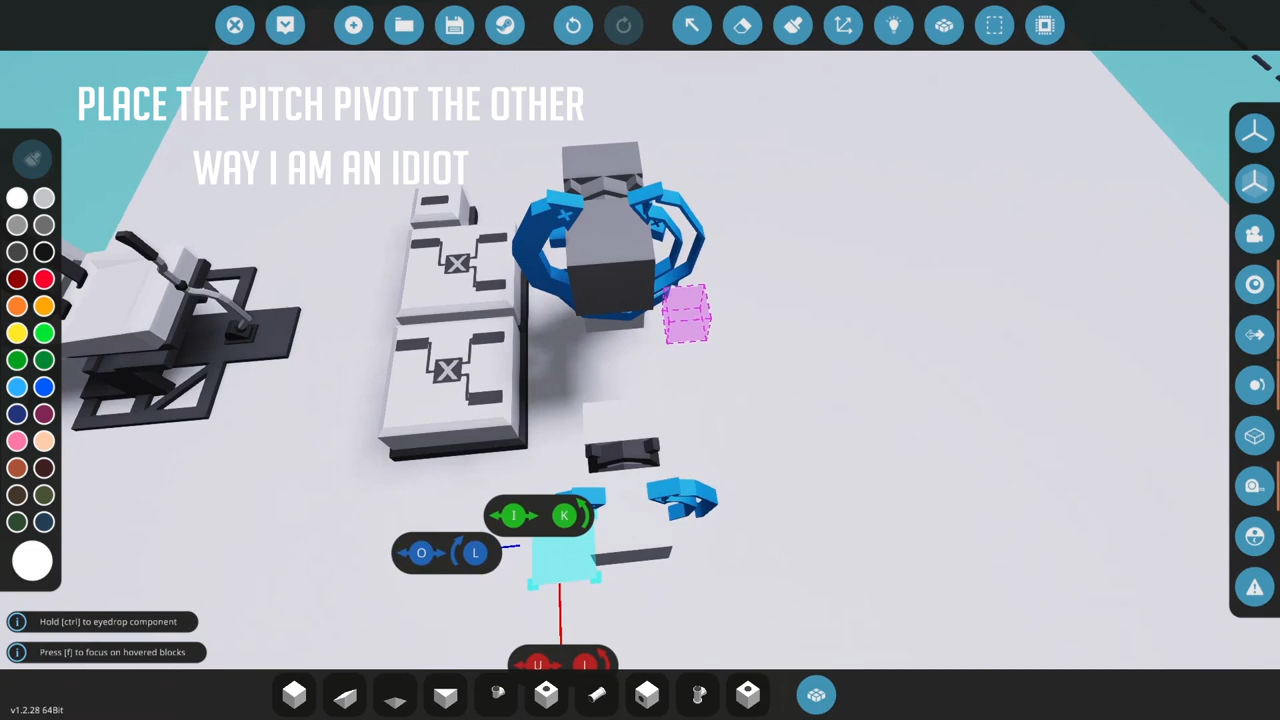 PLACE THE PITCH PIVOT THE OTHER
WAY I AM AN IDIOT
I K
O L
U J
Hold [ctrl] to eyedrop component
Press [f] to focus on hovered blocks
v1.2.28 64Bit